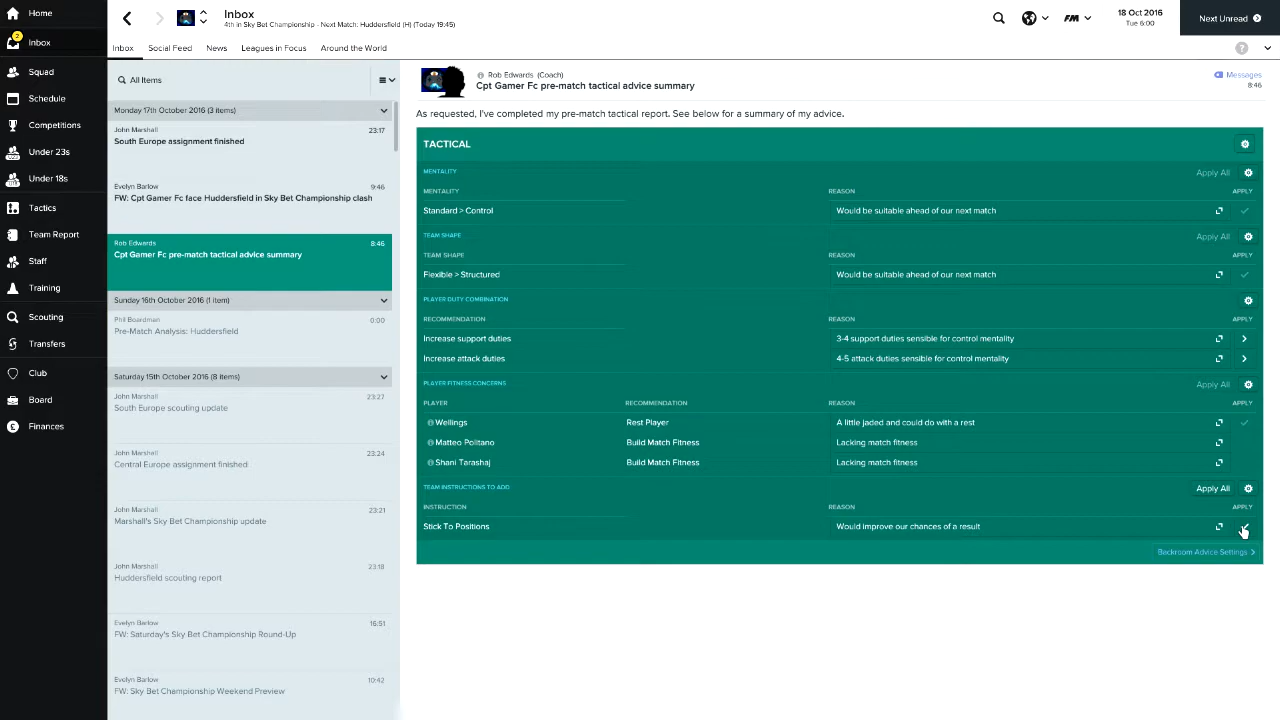 Home
2
Inbox
Squad
Schedule
Competitions
Under 23s
Under 18s
Tactics
Team Report
Staff
Training
Scouting
Transfers
Club
Board
Finances
Inbox
4th in Sky Bet Championship - Next Match: Huddersfield (H) (Today 19:45)
FM
18 Oct 2016
Tue 6:00
Next Unread
Inbox
Social Feed
News
Leagues in Focus
Around the World
?
All Items
Monday 17th October 2016 (3 items)
John Marshall 23:17
South Europe assignment finished
Evelyn Barlow 9:46
FW: Cpt Gamer Fc face Huddersfield in Sky Bet Championship clash
Rob Edwards 8:46
Cpt Gamer Fc pre-match tactical advice summary
Sunday 16th October 2016 (1 item)
Phil Boardman 0:00
Pre-Match Analysis: Huddersfield
Saturday 15th October 2016 (8 items)
John Marshall 23:27
South Europe scouting update
John Marshall 23:24
Central Europe assignment finished
John Marshall 23:21
Marshall's Sky Bet Championship update
John Marshall 23:18
Huddersfield scouting report
Evelyn Barlow 16:51
FW: Saturday's Sky Bet Championship Round-Up
Evelyn Barlow 10:42
FW: Sky Bet Championship Weekend Preview
Rob Edwards (Coach)
Cpt Gamer Fc pre-match tactical advice summary
Messages
8:46
As requested, I've completed my pre-match tactical report. See below for a summary of my advice.
TACTICAL
MENTALITY Apply All
MENTALITY REASON APPLY
Standard > Control Would be suitable ahead of our next match
TEAM SHAPE Apply All
TEAM SHAPE REASON APPLY
Flexible > Structured Would be suitable ahead of our next match
PLAYER DUTY COMBINATION
RECOMMENDATION REASON APPLY
Increase support duties 3-4 support duties sensible for control mentality
Increase attack duties 4-5 attack duties sensible for control mentality
PLAYER FITNESS CONCERNS Apply All
PLAYER RECOMMENDATION REASON APPLY
Wellings Rest Player A little jaded and could do with a rest
Matteo Politano Build Match Fitness Lacking match fitness
Shani Tarashaj Build Match Fitness Lacking match fitness
TEAM INSTRUCTIONS TO ADD Apply All
INSTRUCTION REASON APPLY
Stick To Positions Would improve our chances of a result
Backroom Advice Settings >